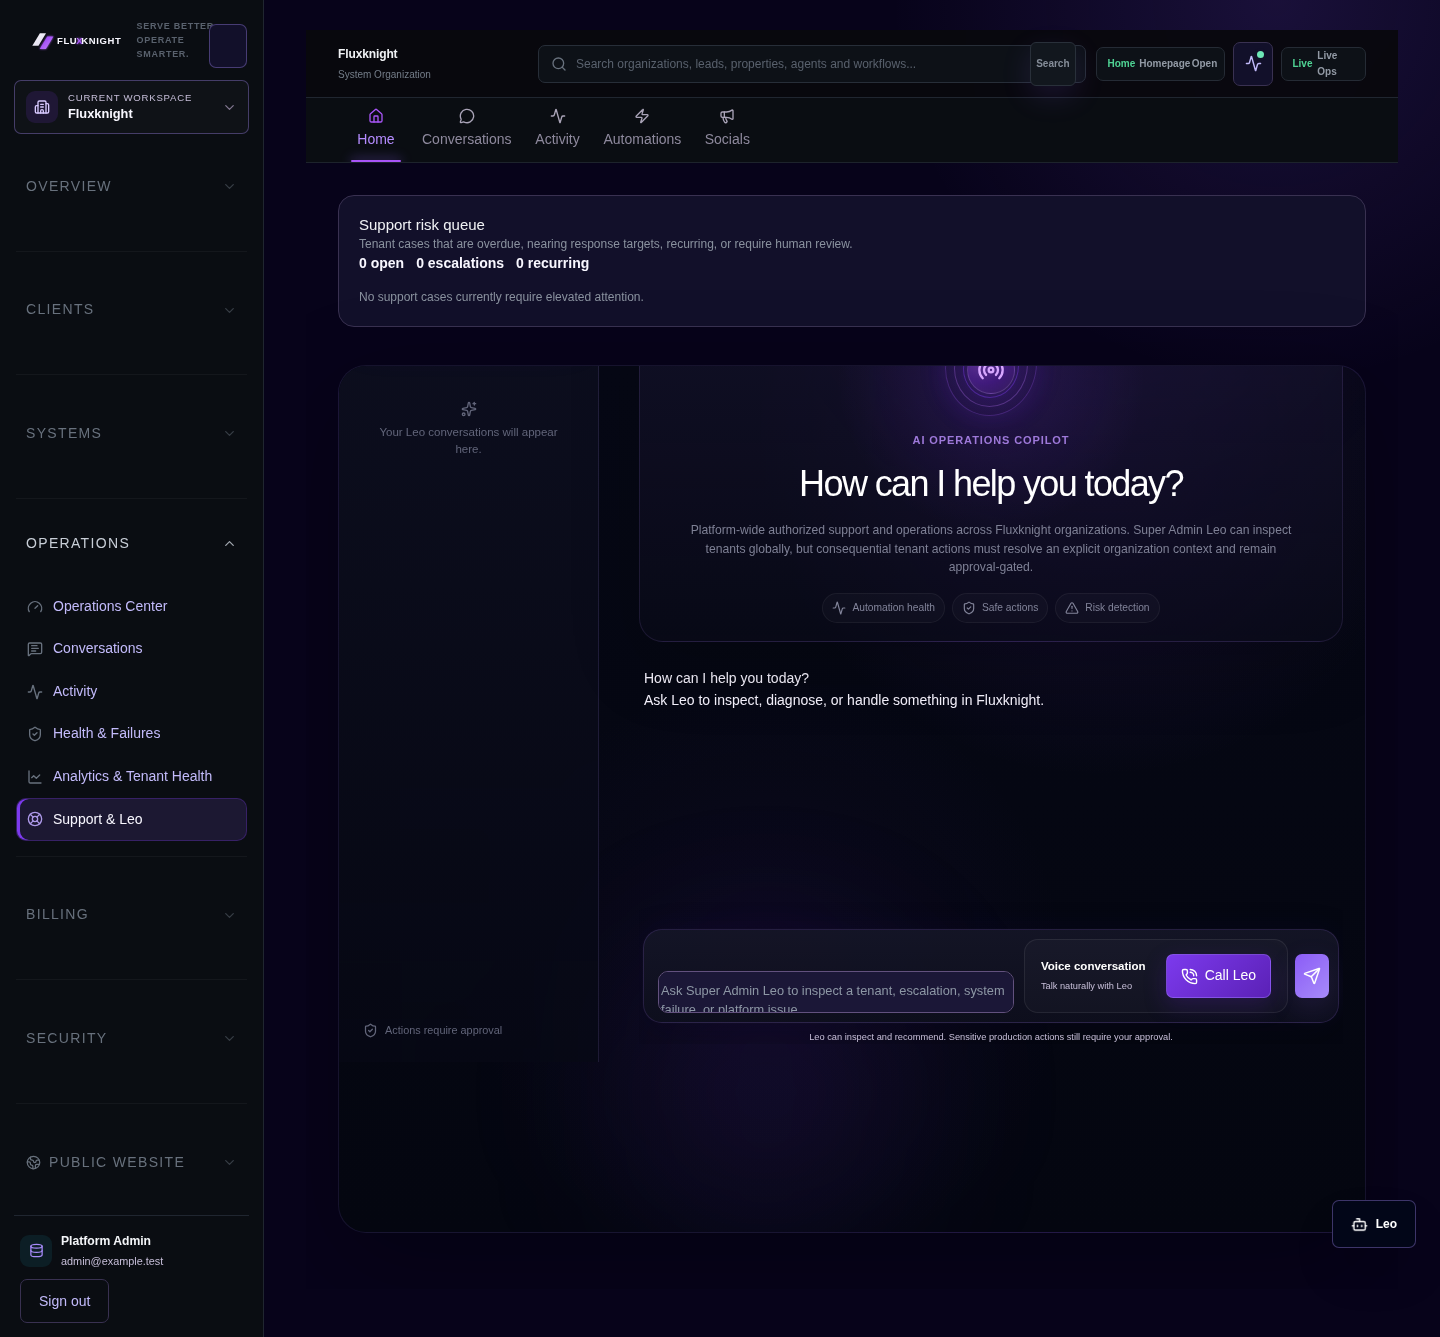 FLUXKNIGHT
SERVE BETTER
OPERATE
SMARTER.
CURRENT WORKSPACE
Fluxknight
OVERVIEW
CLIENTS
SYSTEMS
OPERATIONS
Operations Center
Conversations
Activity
Health & Failures
Analytics & Tenant Health
Support & Leo
BILLING
SECURITY
PUBLIC WEBSITE
Platform Admin
admin@example.test
Sign out
Fluxknight
System Organization
Search organizations, leads, properties, agents and workflows...
Search
Home Homepage Open
Live Live
Ops
Home
Conversations
Activity
Automations
Socials
Support risk queue
Tenant cases that are overdue, nearing response targets, recurring, or require human review.
0 open 0 escalations 0 recurring
No support cases currently require elevated attention.
Your Leo conversations will appear
here.
Actions require approval
AI OPERATIONS COPILOT
How can I help you today?
Platform-wide authorized support and operations across Fluxknight organizations. Super Admin Leo can inspect
tenants globally, but consequential tenant actions must resolve an explicit organization context and remain
approval-gated.
Automation health
Safe actions
Risk detection
How can I help you today?
Ask Leo to inspect, diagnose, or handle something in Fluxknight.
Ask Super Admin Leo to inspect a tenant, escalation, system
failure, or platform issue
Voice conversation
Talk naturally with Leo
Call Leo
Leo can inspect and recommend. Sensitive production actions still require your approval.
Leo